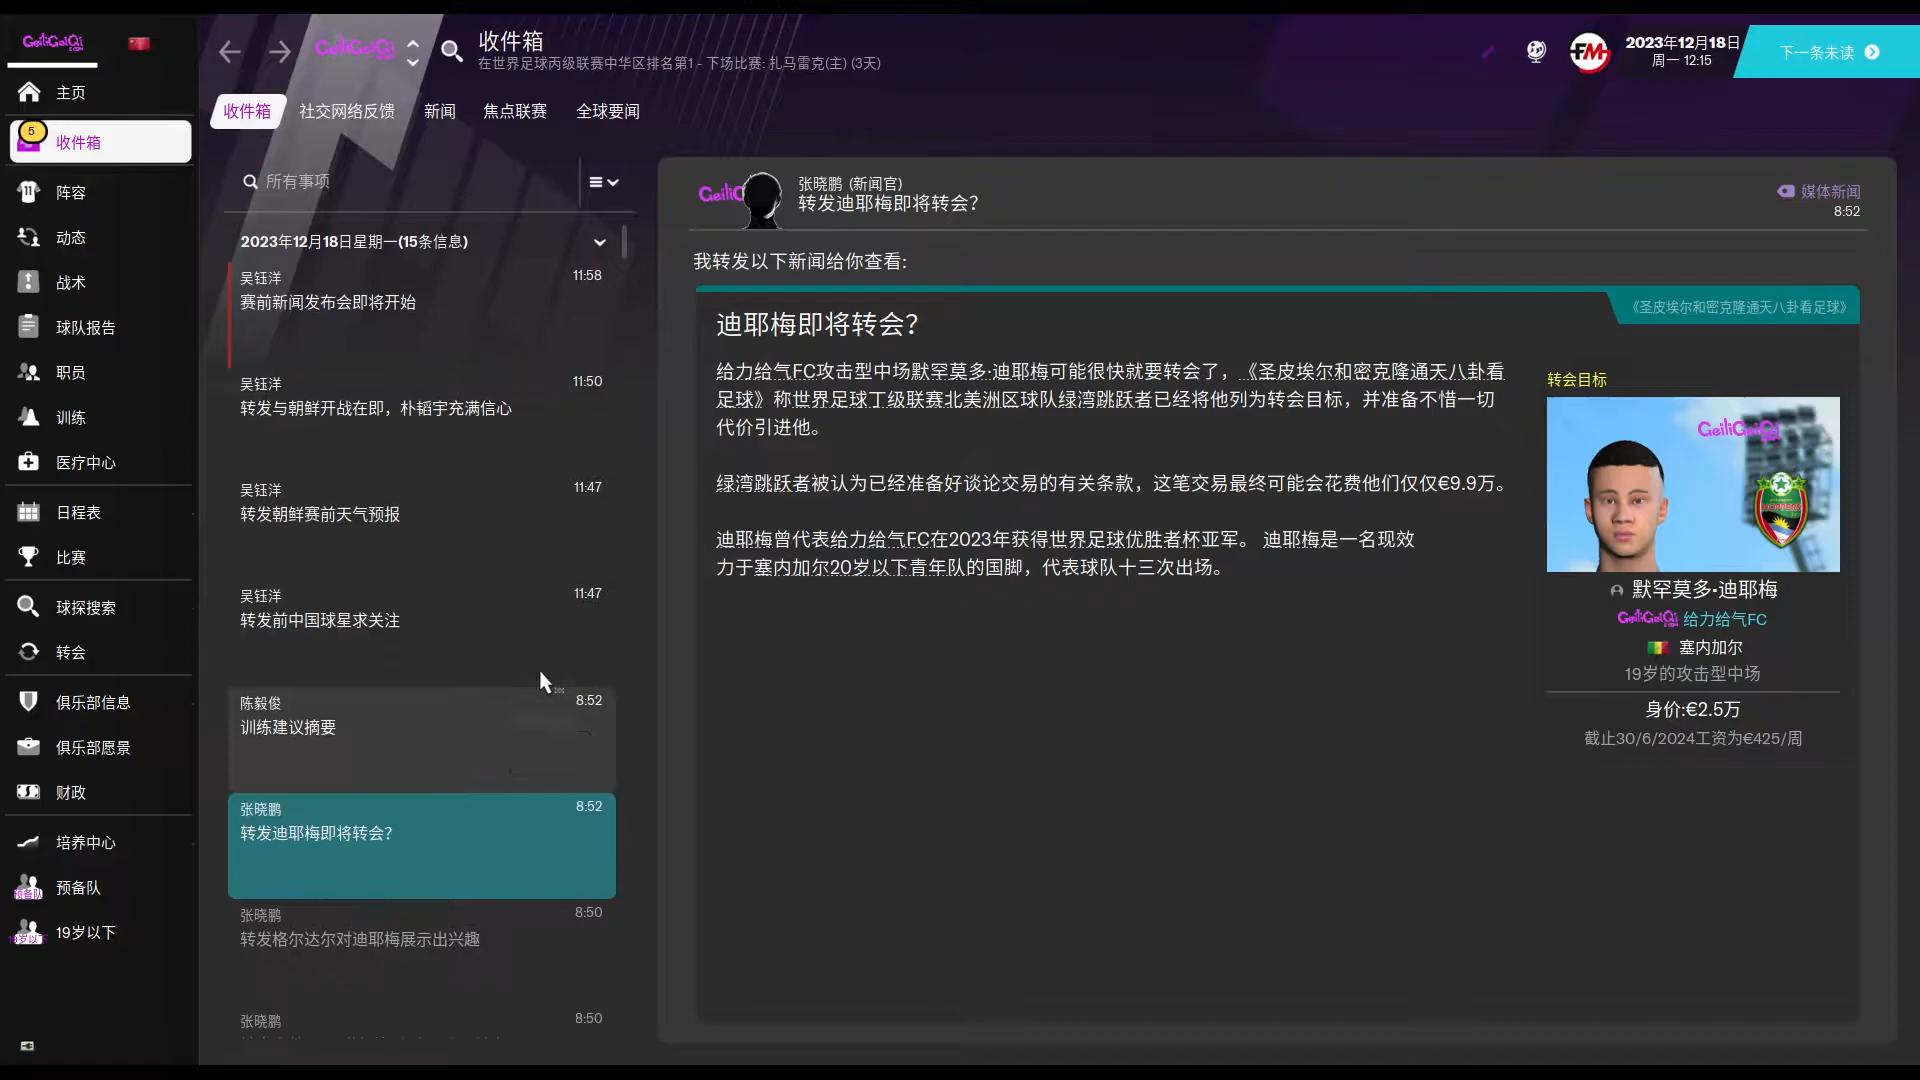 GeiliGeiQi
主页
5
收件箱
阵容
动态
战术
球队报告
职员
训练
医疗中心
日程表
比赛
球探搜索
转会
俱乐部信息
俱乐部愿景
财政
培养中心
预备队
预备队
19岁以下
19岁以下
GeiliGeiQi
收件箱
在世界足球丙级联赛中华区排名第1 - 下场比赛: 扎马雷克(主) (3天)
FM
2023年12月18日
周一 12:15
下一条未读
收件箱
社交网络反馈
新闻
焦点联赛
全球要闻
所有事项
2023年12月18日星期一(15条信息)
吴钰洋
11:58
赛前新闻发布会即将开始
吴钰洋
11:50
转发与朝鲜开战在即，朴韬宇充满信心
吴钰洋
11:47
转发朝鲜赛前天气预报
吴钰洋
11:47
转发前中国球星求关注
陈毅俊
8:52
训练建议摘要
张晓鹏
8:52
转发迪耶梅即将转会？
张晓鹏
8:50
转发格尔达尔对迪耶梅展示出兴趣
张晓鹏
8:50
张晓鹏 (新闻官)
转发迪耶梅即将转会？
媒体新闻
8:52
我转发以下新闻给你查看:
《圣皮埃尔和密克隆通天八卦看足球》
迪耶梅即将转会？
给力给气FC攻击型中场默罕莫多·迪耶梅可能很快就要转会了，《圣皮埃尔和密克隆通天八卦看
足球》称世界足球丁级联赛北美洲区球队绿湾跳跃者已经将他列为转会目标，并准备不惜一切
代价引进他。
绿湾跳跃者被认为已经准备好谈论交易的有关条款，这笔交易最终可能会花费他们仅仅€9.9万。
迪耶梅曾代表给力给气FC在2023年获得世界足球优胜者杯亚军。 迪耶梅是一名现效
力于塞内加尔20岁以下青年队的国脚，代表球队十三次出场。
转会目标
GeiliGeiQi
默罕莫多·迪耶梅
GeiliGeiQi 给力给气FC
塞内加尔
19岁的攻击型中场
身价:€2.5万
截止30/6/2024工资为€425/周